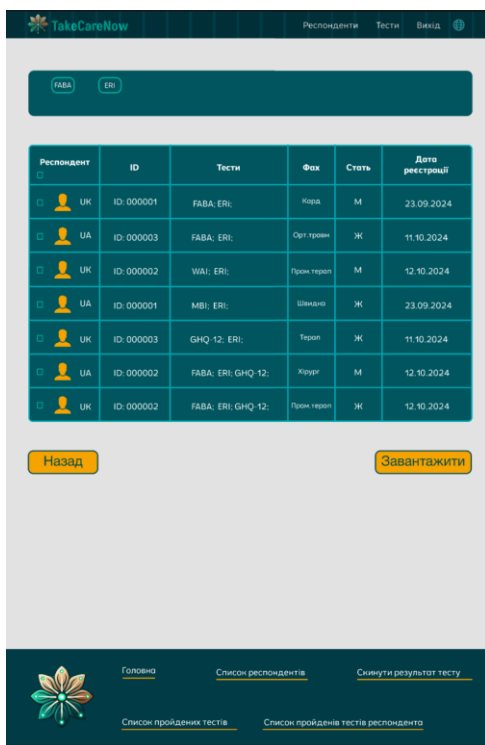 TakeCareNow Респонденти Тести Вихід
FABA ERI
Респондент ID Тести Фах Стать Дата реєстрації
UK ID: 000001 FABA; ERi; Кард. М 23.09.2024
UA ID: 000003 FABA; ERI; Орт.травм Ж 11.10.2024
UK ID: 000002 WAI; ERI; Пром.терап М 12.10.2024
UA ID: 000001 MBI; ERI; Швидно Ж 23.09.2024
UK ID: 000003 GHQ-12; ERI; Терап Ж 11.10.2024
UA ID: 000002 FABA; ERI; GHQ-12; Хірург М 12.10.2024
UK ID: 000002 FABA; ERI; GHQ-12; Пром.терап Ж 12.10.2024
Назад Завантажити
Головна Список респондентів Скинути результат тесту
Список пройдених тестів Список пройденів тестів респондента